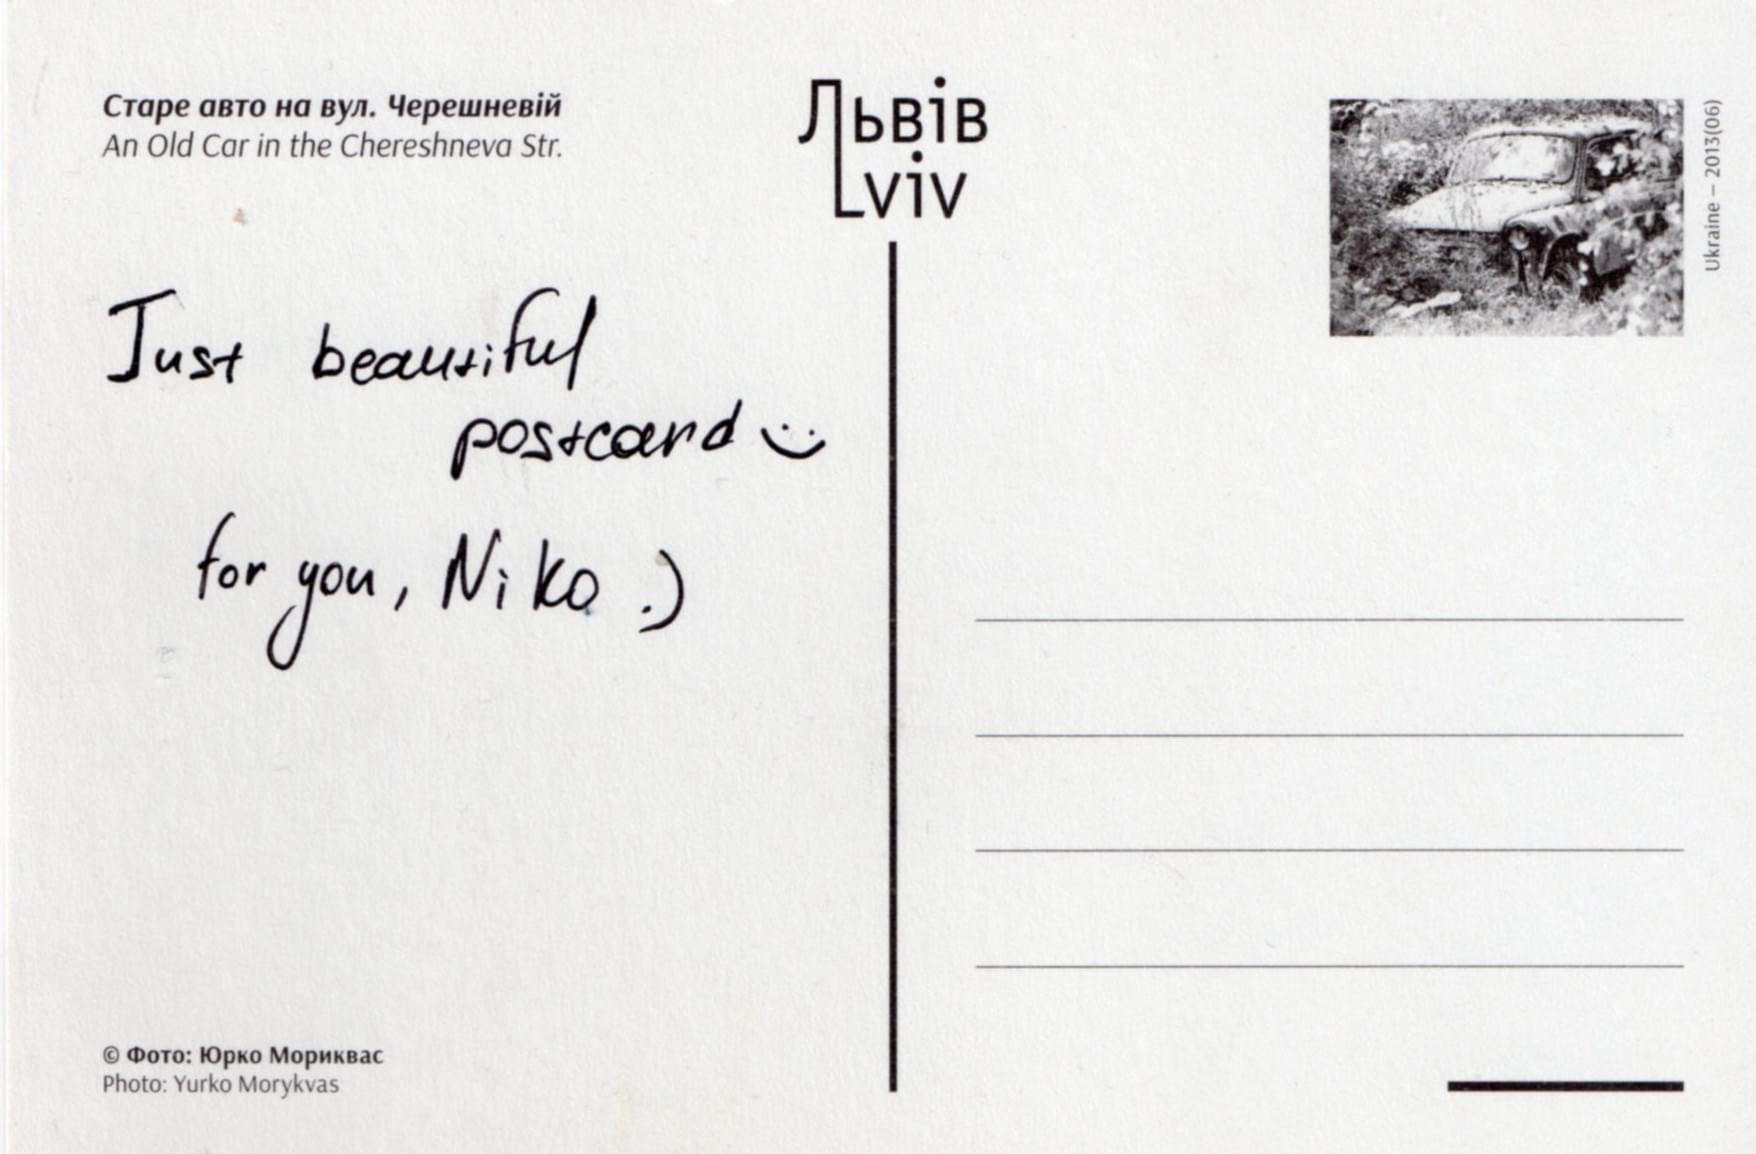 Старе авто на вул. Черешневій
An Old Car in the Chereshneva Str.
Львів
Lviv
Ukraine – 2013(06)
Just beautiful
postcard
for you, Niko :)
© Фото: Юрко Мориквас
Photo: Yurko Morykvas